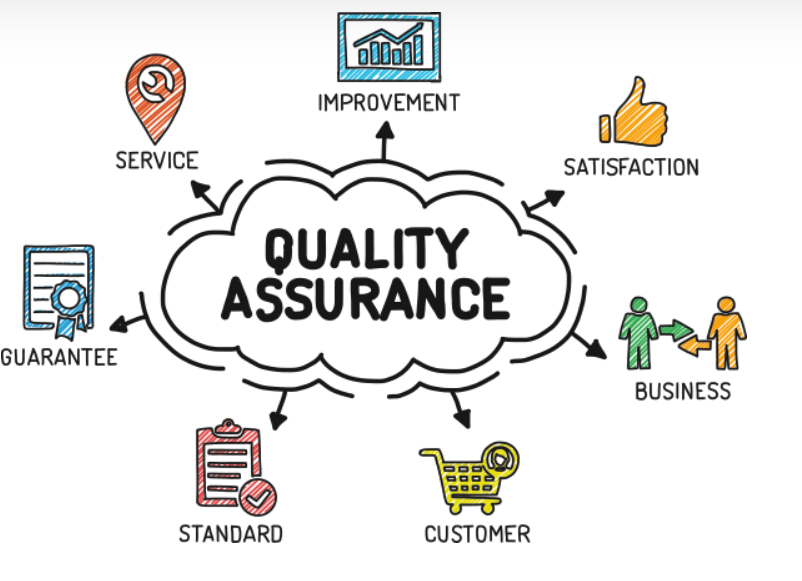 IMPROVEMENT
SERVICE
SATISFACTION
QUALITY
ASSURANCE
GUARANTEE
BUSINESS
STANDARD
CUSTOMER